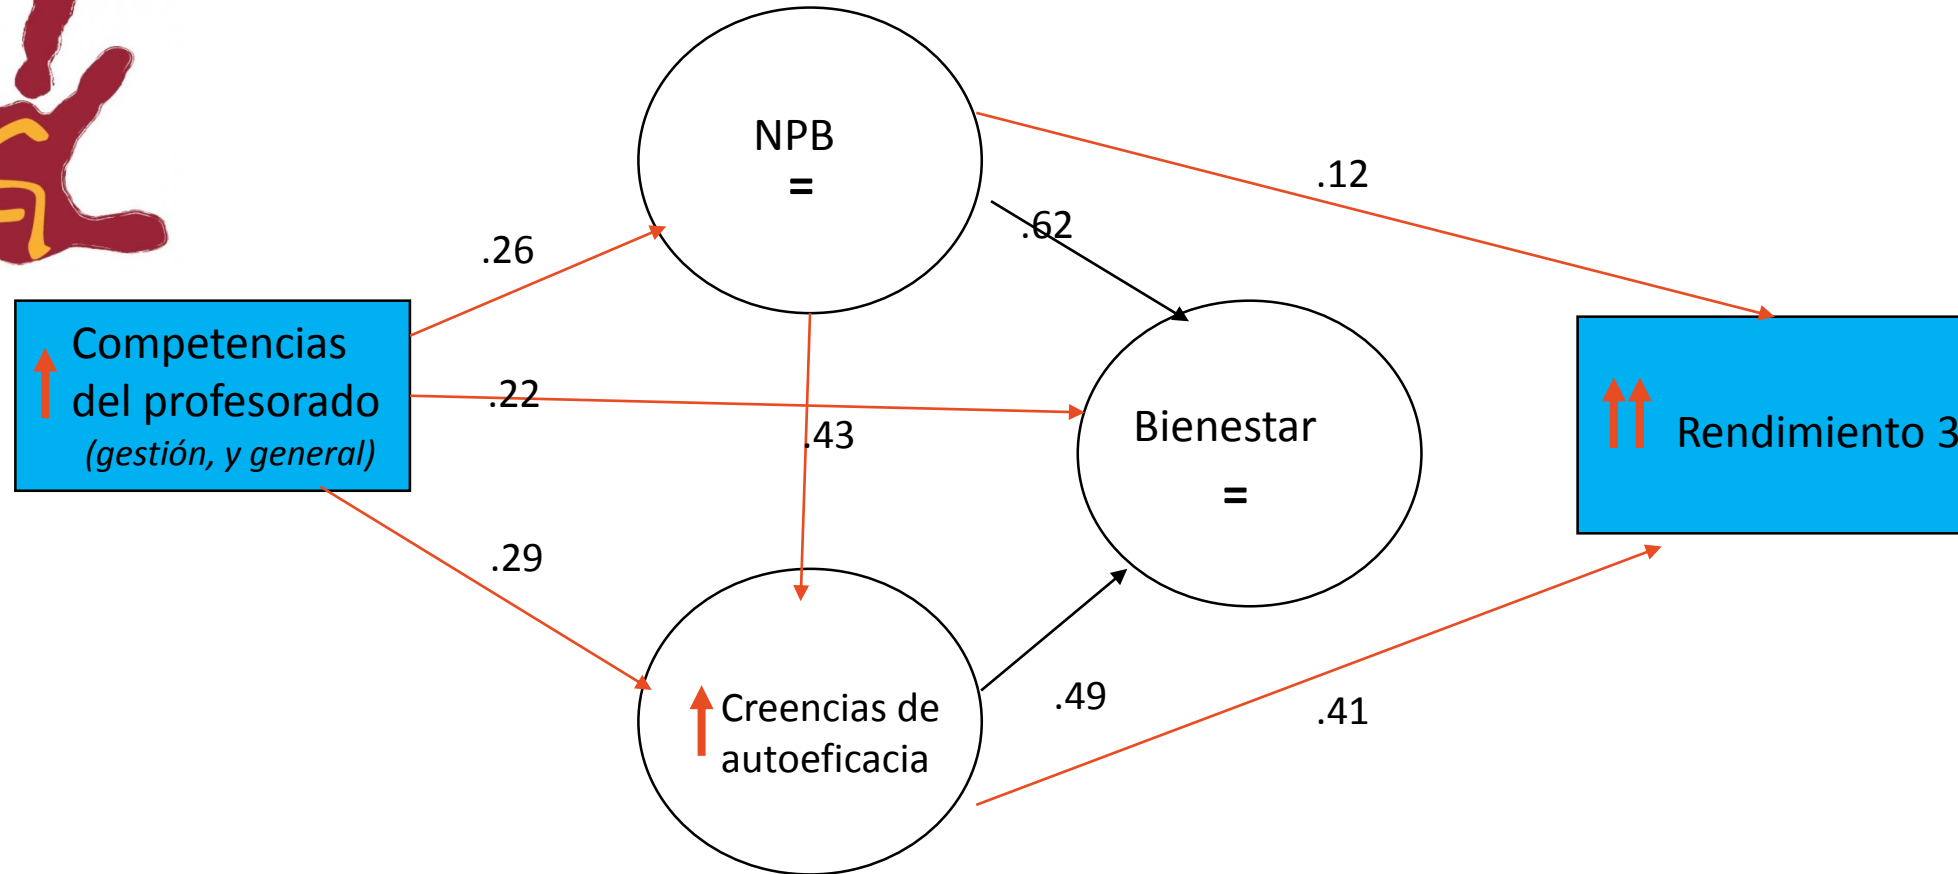 NPB
=
.12
.62
.26
Competencias
del profesorado
(gestión, y general)
.22
.43
Bienestar
=
Rendimiento 3
.29
Creencias de
autoeficacia
.49
.41